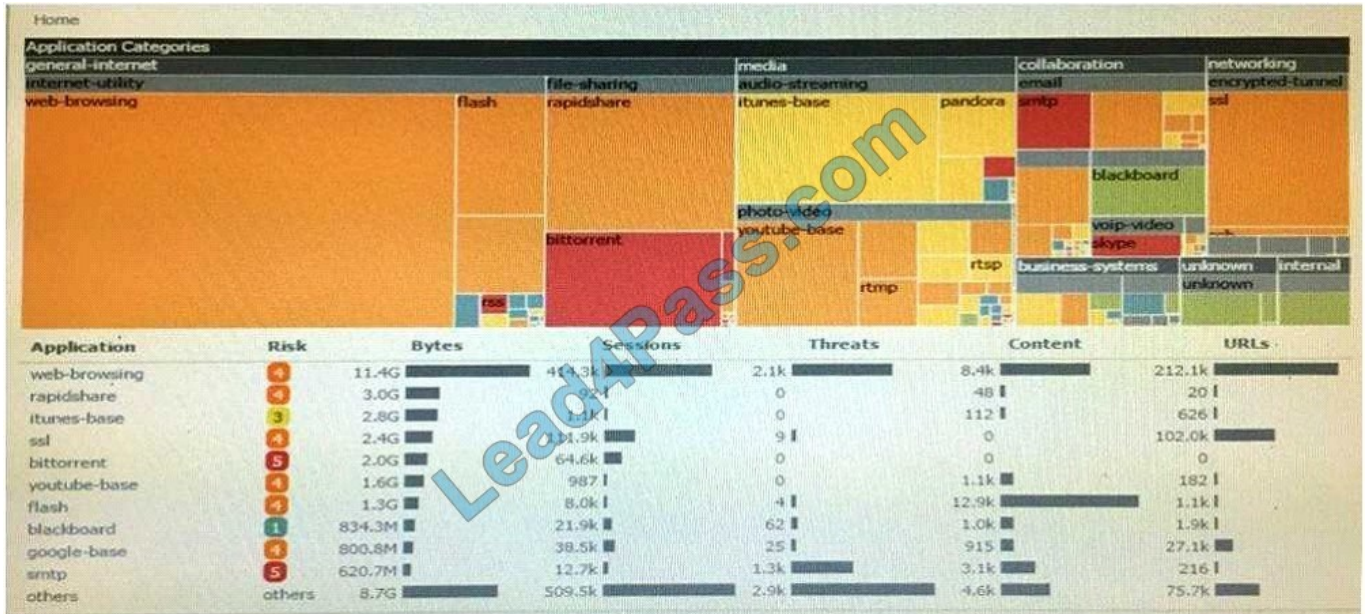 Home
Application Categories
general-internet media collaboration networking
internet-utility file-sharing audio-streaming email encrypted-tunnel
web-browsing flash rapidshare itunes-base pandora smtp ssl
blackboard
photo-video
youtube-base voip-video
bittorrent skype
rtsp business-systems unknown internal
rtmp unknown
rss
Application Risk Bytes Sessions Threats Content URLs
web-browsing 4 11.4G 414.3k 2.1k 8.4k 212.1k
rapidshare 4 3.0G 92 0 48 20
itunes-base 3 2.8G 1.1k 0 112 626
ssl 4 2.4G 111.9k 9 0 102.0k
bittorrent 5 2.0G 64.6k 0 0 0
youtube-base 4 1.6G 987 0 1.1k 182
flash 4 1.3G 8.0k 4 12.9k 1.1k
blackboard 1 834.3M 21.9k 62 1.0k 1.9k
google-base 4 800.8M 38.5k 25 915 27.1k
smtp 5 620.7M 12.7k 1.3k 3.1k 216
others others 8.7G 509.5k 2.9k 4.6k 75.7k
Lead4Pass.com